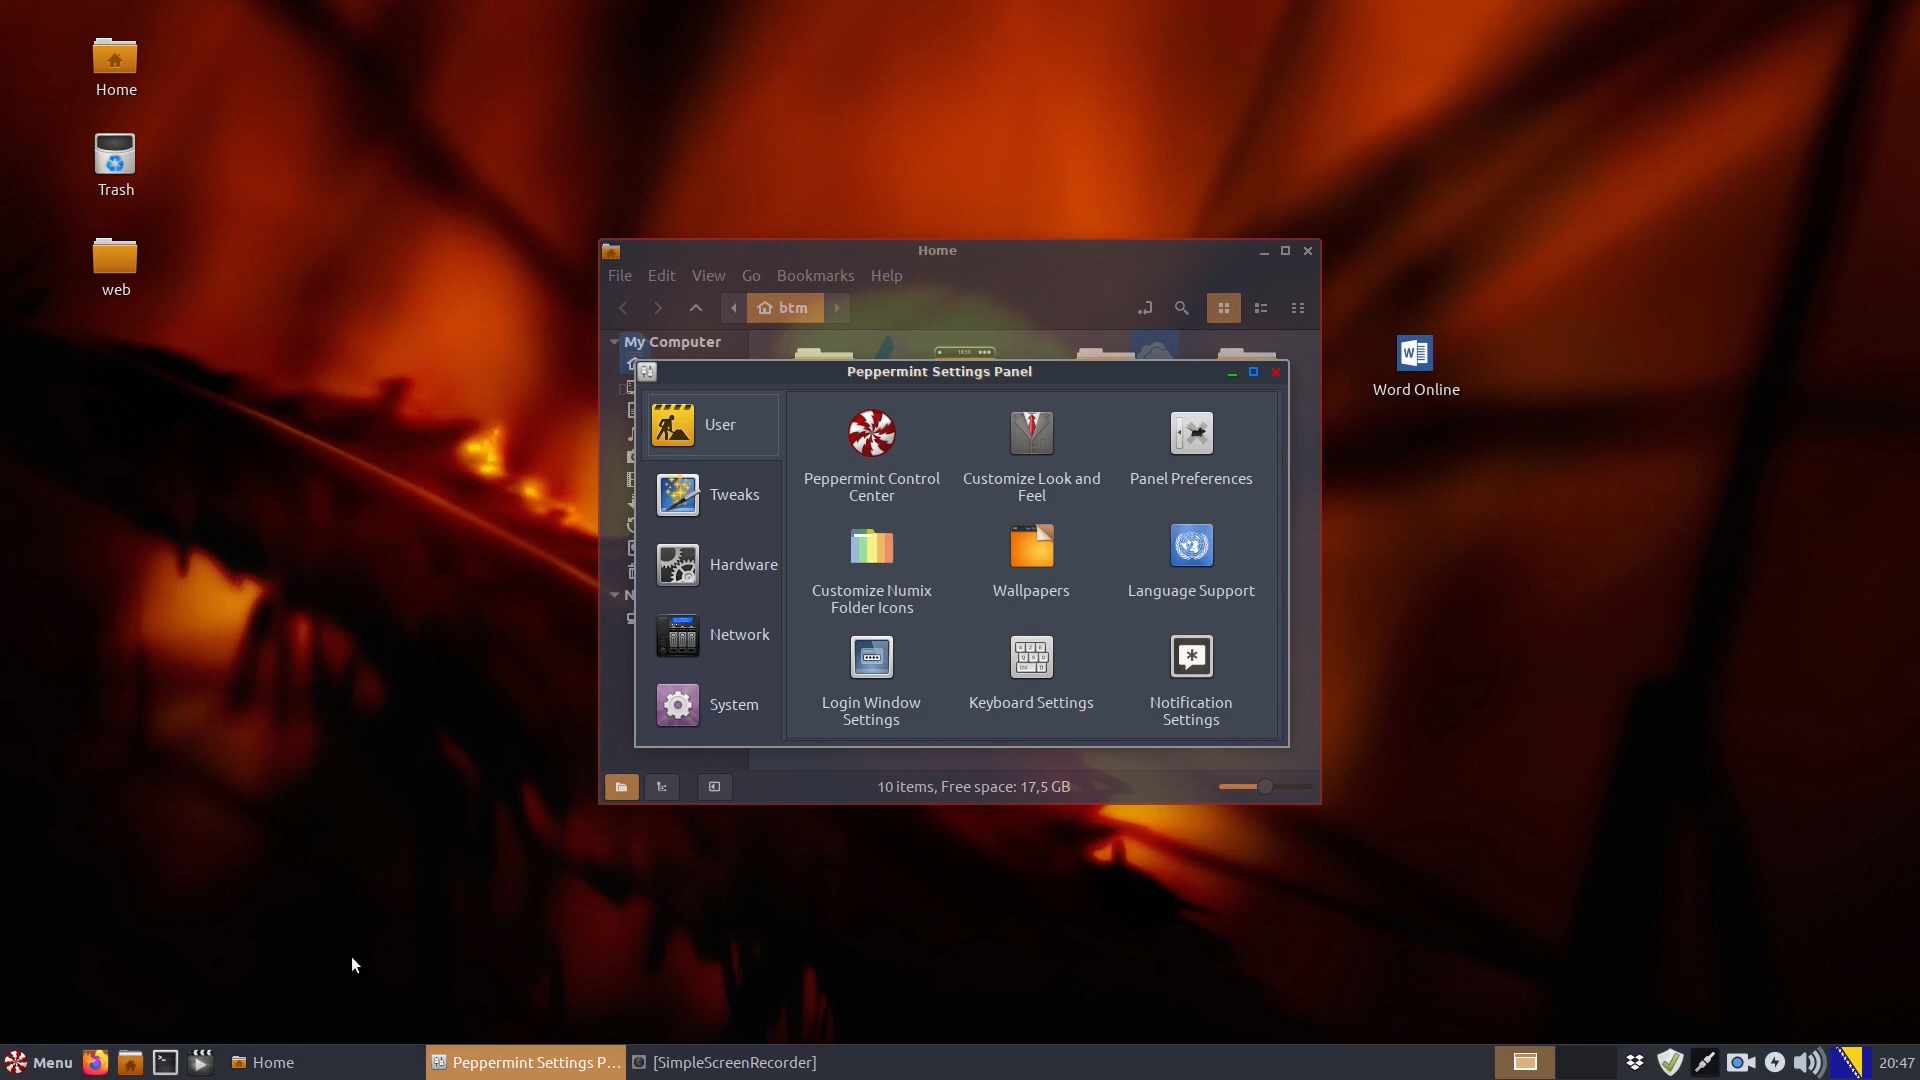 Home
Trash
web
Word Online
Home
File Edit View Go Bookmarks Help
btm
My Computer
Peppermint Settings Panel
User
Tweaks
Hardware
Network
System
Peppermint Control
Center
Customize Look and
Feel
Panel Preferences
Customize Numix
Folder Icons
Wallpapers
Language Support
Login Window
Settings
Keyboard Settings
Notification
Settings
10 items, Free space: 17,5 GB
Menu
Home
Peppermint Settings P...
[SimpleScreenRecorder]
20:47